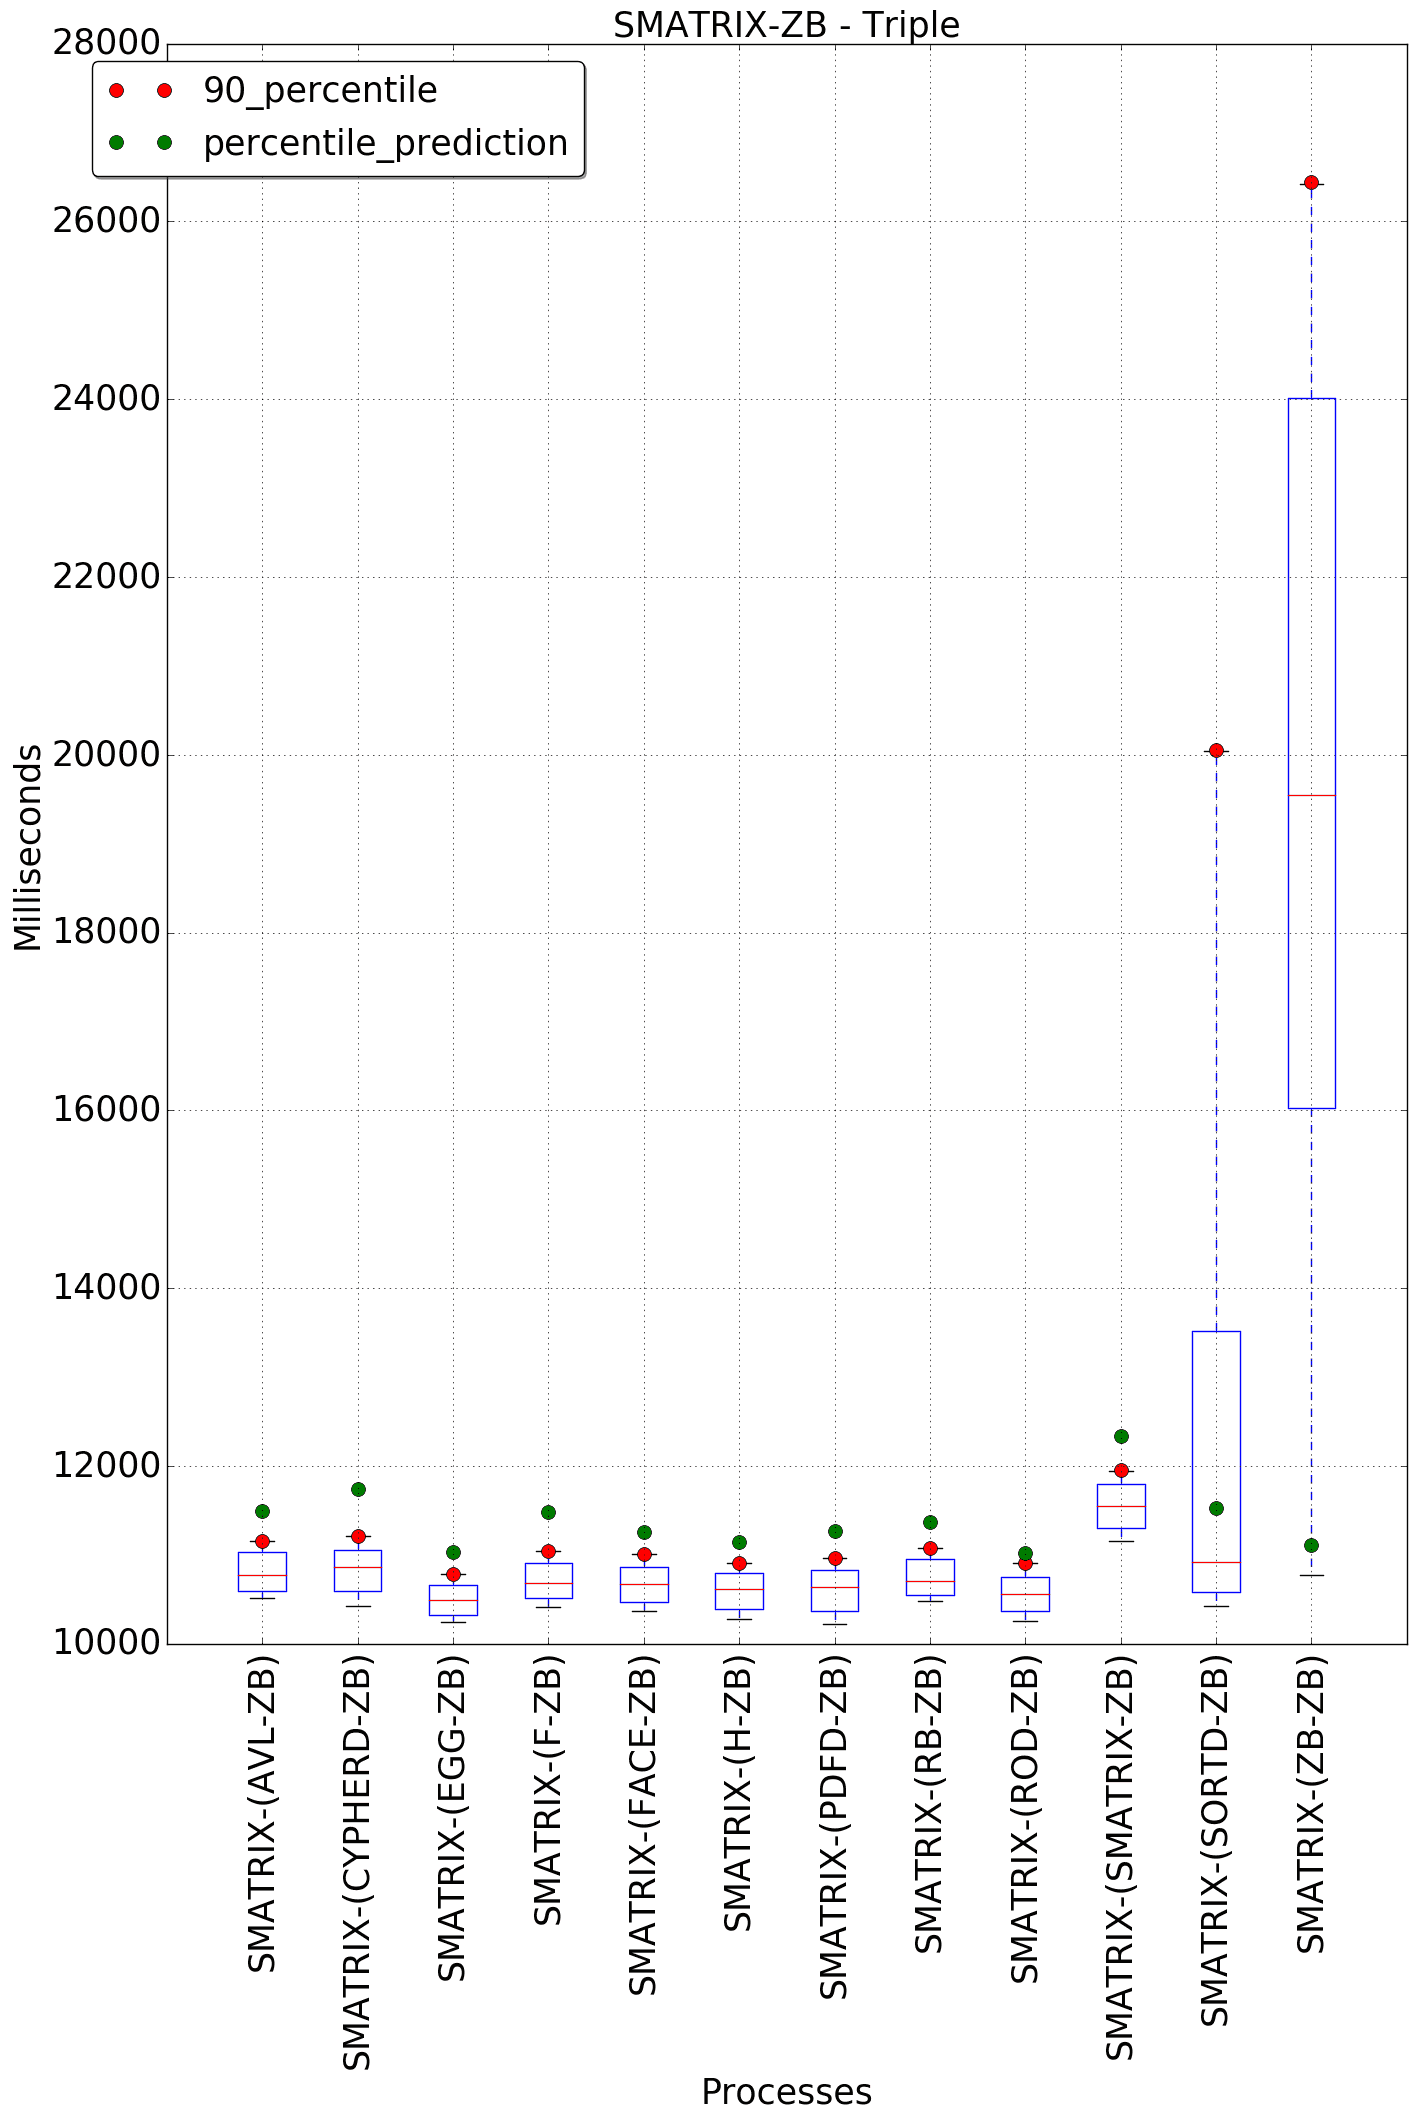 SMATRIX-ZB - Triple
90_percentile
percentile_prediction
28000
26000
24000
22000
20000
18000
16000
14000
12000
10000
Milliseconds
SMATRIX-(AVL-ZB)
SMATRIX-(CYPHERD-ZB)
SMATRIX-(EGG-ZB)
SMATRIX-(F-ZB)
SMATRIX-(FACE-ZB)
SMATRIX-(H-ZB)
SMATRIX-(PDFD-ZB)
SMATRIX-(RB-ZB)
SMATRIX-(ROD-ZB)
SMATRIX-(SMATRIX-ZB)
SMATRIX-(SORTD-ZB)
SMATRIX-(ZB-ZB)
Processes